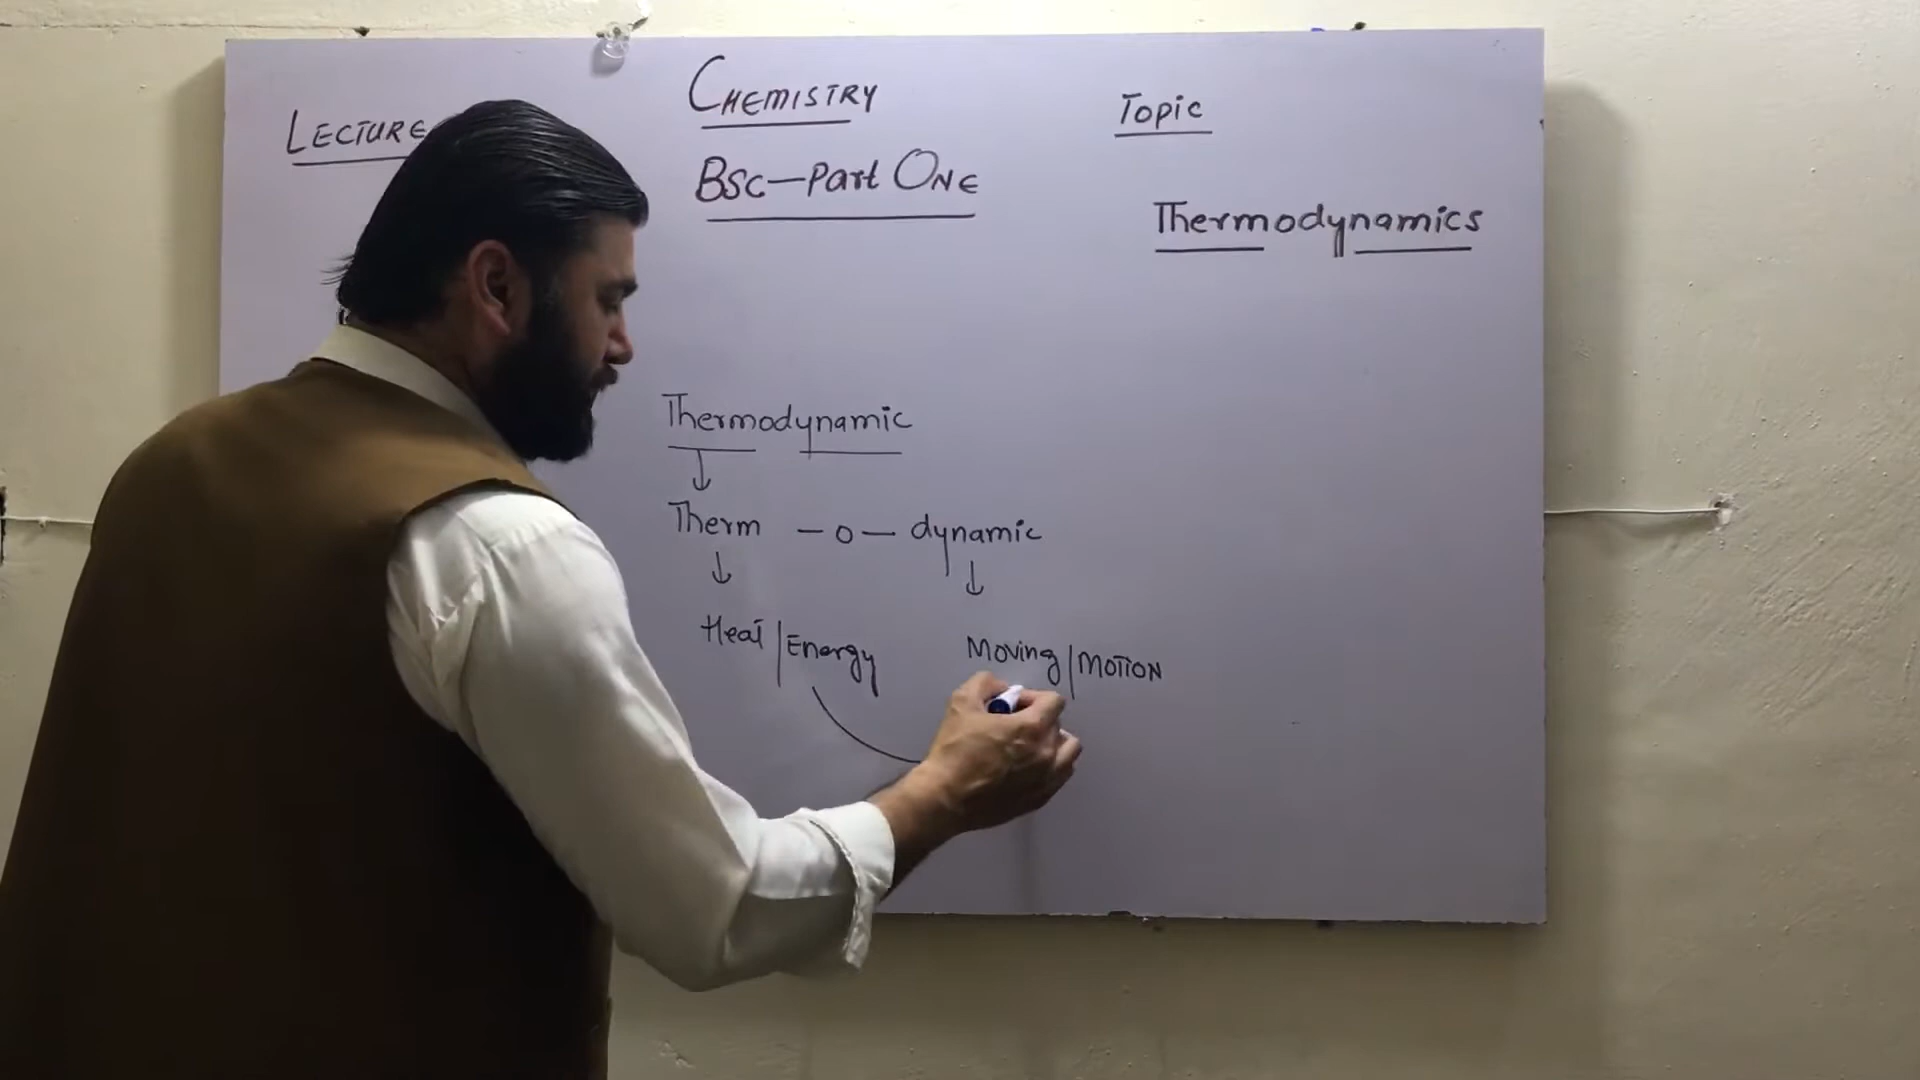 CHEMISTRY
LECTURE
BSc-Part ONE
Topic
Thermodynamics
Thermodynamic
Therm - o - dynamic
Heat | Energy
Moving | MOTION